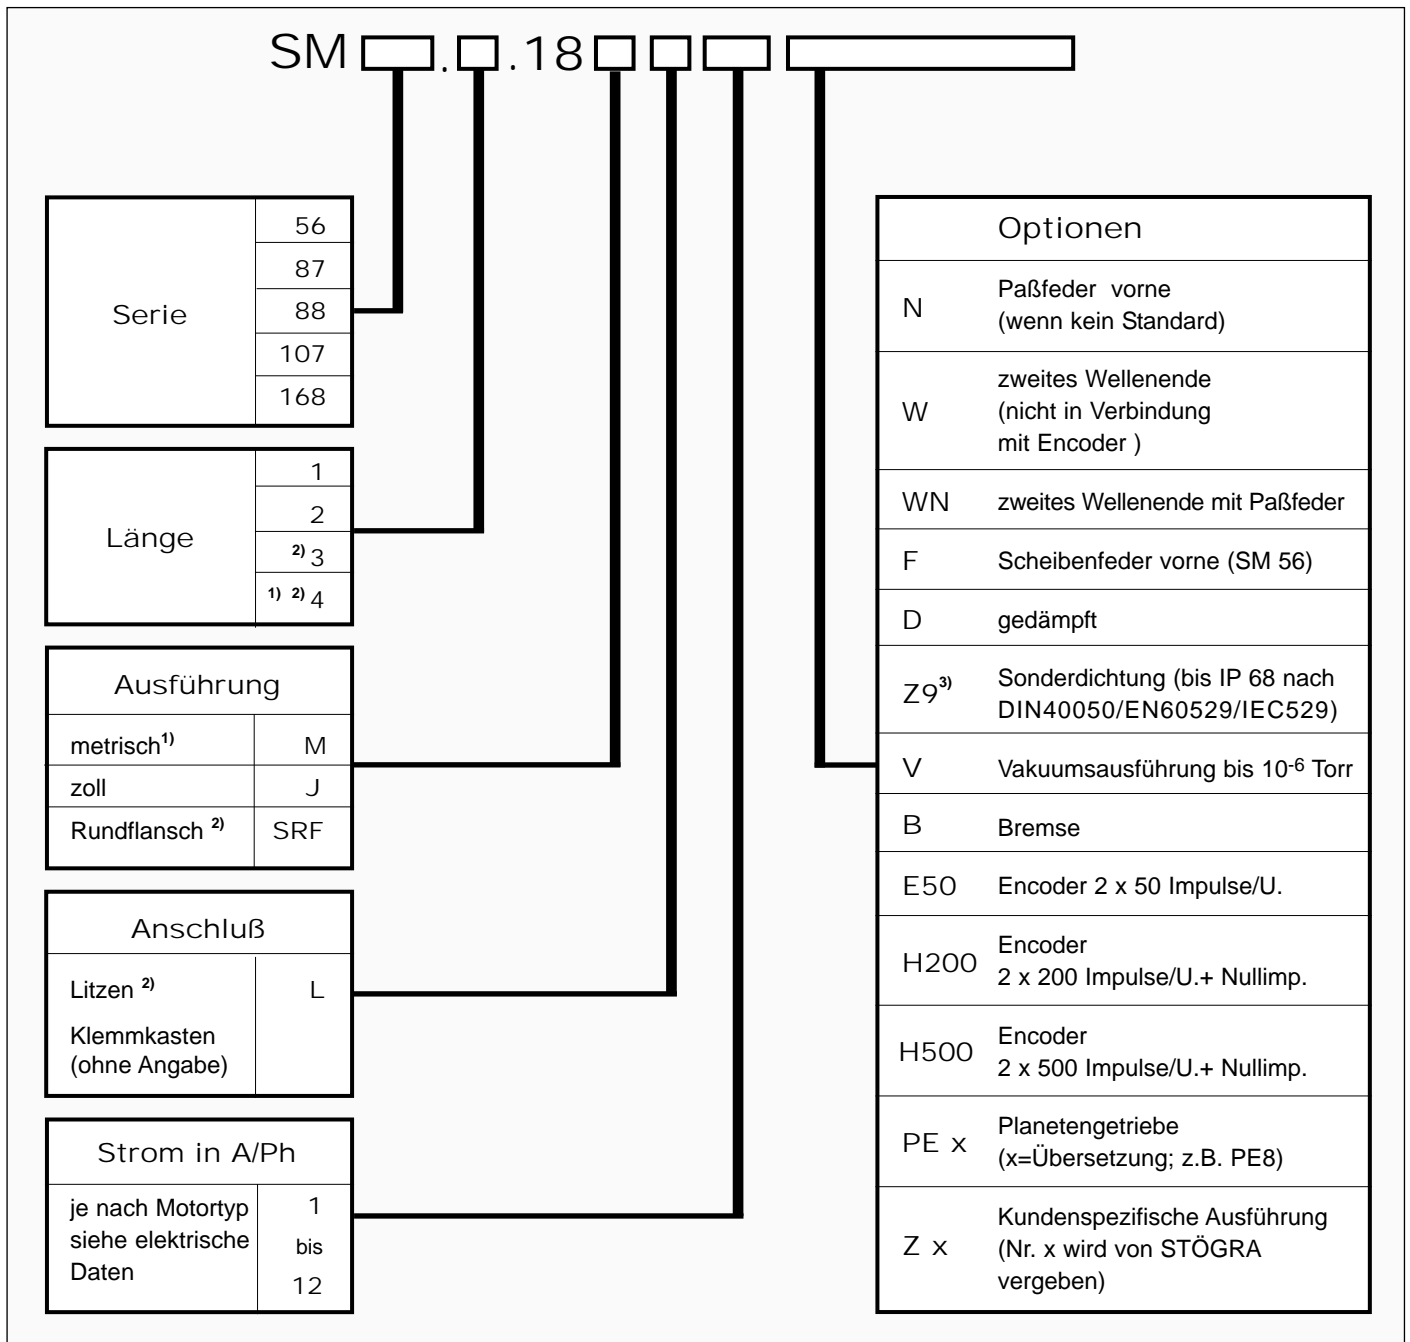 SM . .18
Serie
56
87
88
107
168
Länge
1
2
2) 3
1) 2) 4
Ausführung
metrisch1) M
zoll J
Rundflansch 2) SRF
Anschluß
Litzen 2) L
Klemmkasten
(ohne Angabe)
Strom in A/Ph
je nach Motortyp
siehe elektrische
Daten
1
bis
12
Optionen
N Paßfeder vorne
(wenn kein Standard)
W zweites Wellenende
(nicht in Verbindung
mit Encoder )
WN zweites Wellenende mit Paßfeder
F Scheibenfeder vorne (SM 56)
D gedämpft
Z93) Sonderdichtung (bis IP 68 nach
DIN40050/EN60529/IEC529)
V Vakuumsausführung bis 10-6 Torr
B Bremse
E50 Encoder 2 x 50 Impulse/U.
H200 Encoder
2 x 200 Impulse/U.+ Nullimp.
H500 Encoder
2 x 500 Impulse/U.+ Nullimp.
PE x Planetengetriebe
(x=Übersetzung; z.B. PE8)
Z x Kundenspezifische Ausführung
(Nr. x wird von STÖGRA
vergeben)